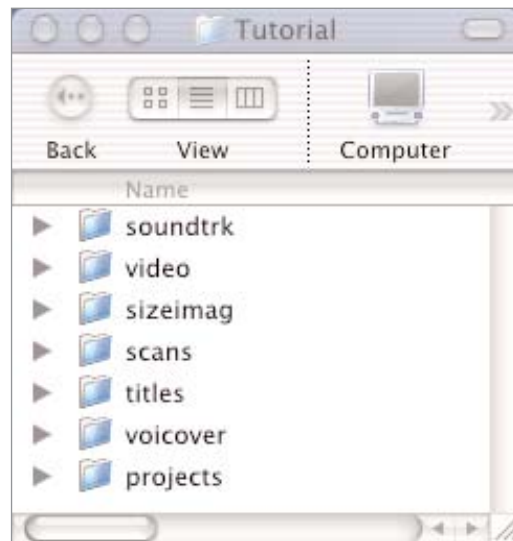 Tutorial
Back View Computer
Name
soundtrk
video
sizeimag
scans
titles
voicover
projects